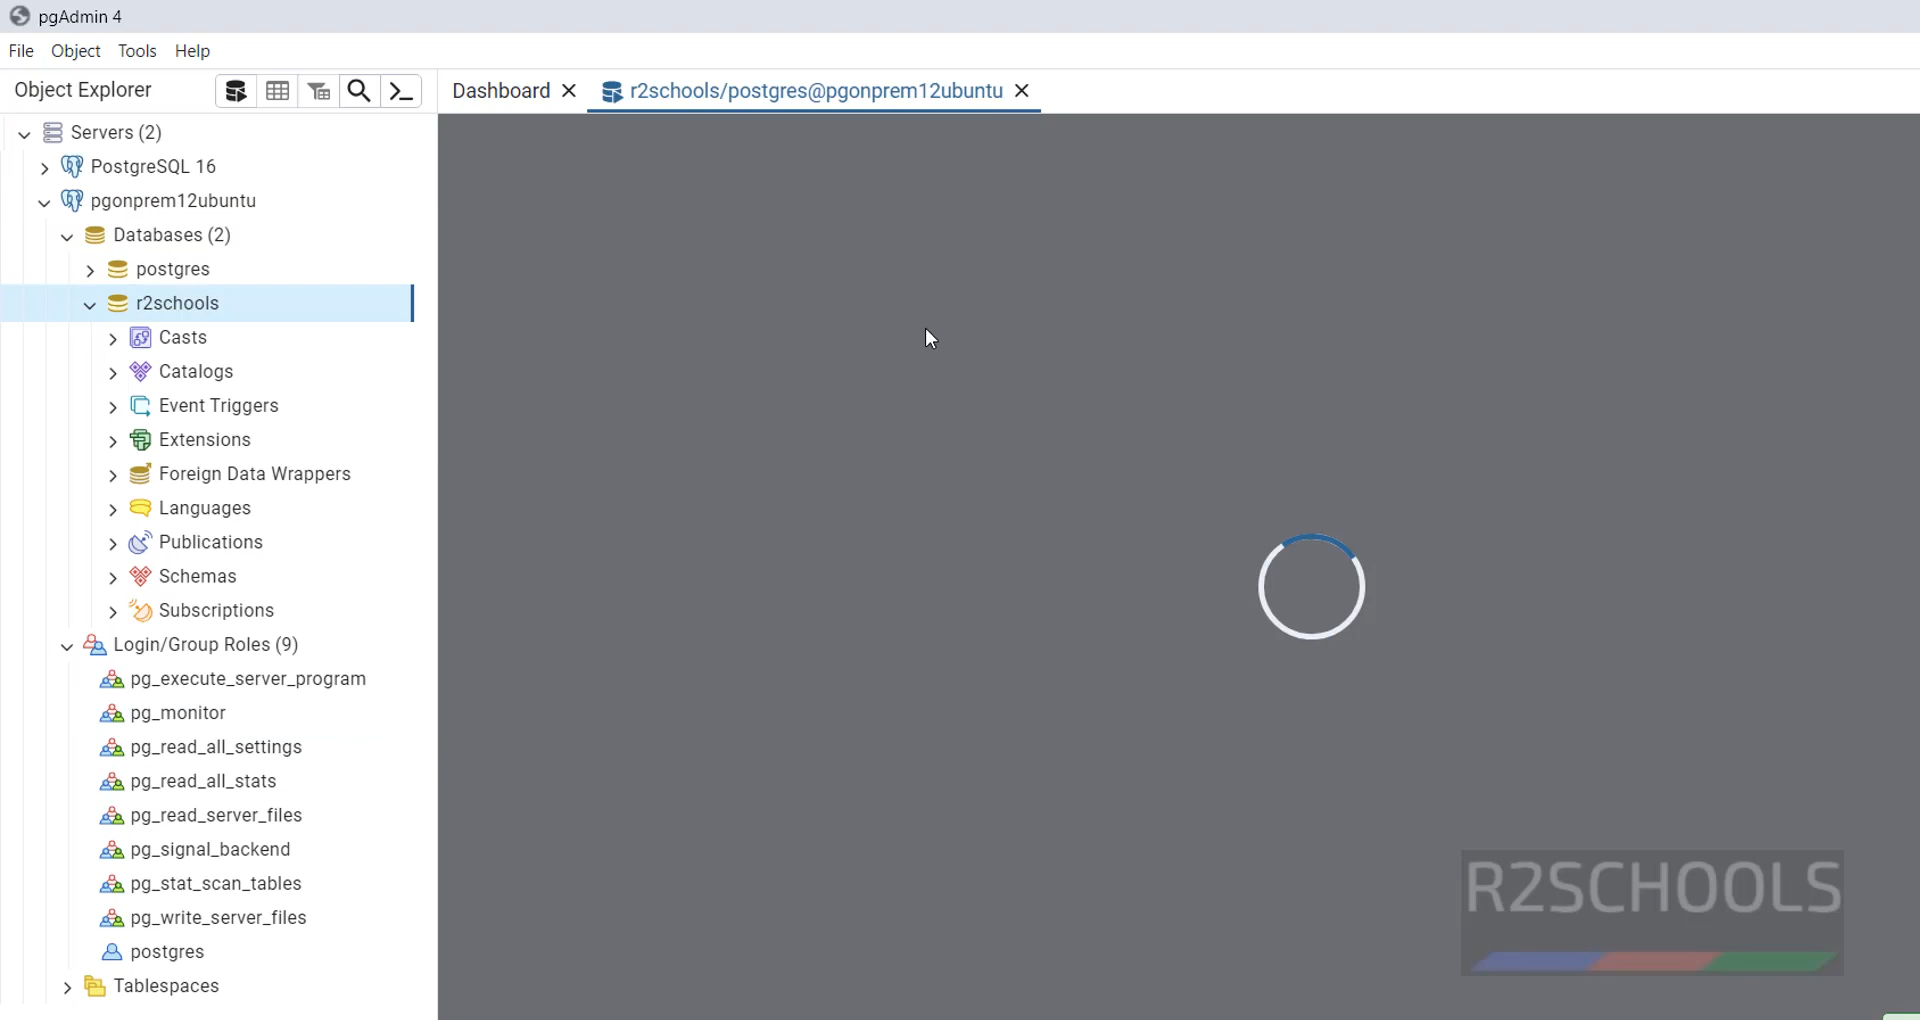 pgAdmin 4
File Object Tools Help
Object Explorer
Dashboard
r2schools/postgres@pgonprem12ubuntu
Servers (2)
PostgreSQL 16
pgonprem12ubuntu
Databases (2)
postgres
r2schools
Casts
Catalogs
Event Triggers
Extensions
Foreign Data Wrappers
Languages
Publications
Schemas
Subscriptions
Login/Group Roles (9)
pg_execute_server_program
pg_monitor
pg_read_all_settings
pg_read_all_stats
pg_read_server_files
pg_signal_backend
pg_stat_scan_tables
pg_write_server_files
postgres
Tablespaces
R2SCHOOLS